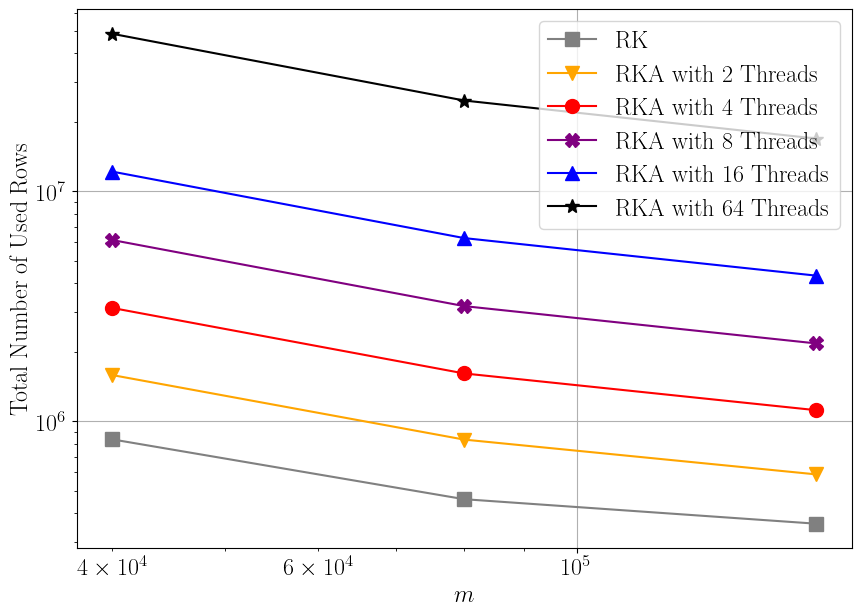 RK
RKA with 2 Threads
RKA with 4 Threads
RKA with 8 Threads
RKA with 16 Threads
RKA with 64 Threads
Total Number of Used Rows
10⁷
10⁶
4 × 10⁴
6 × 10⁴
10⁵
m